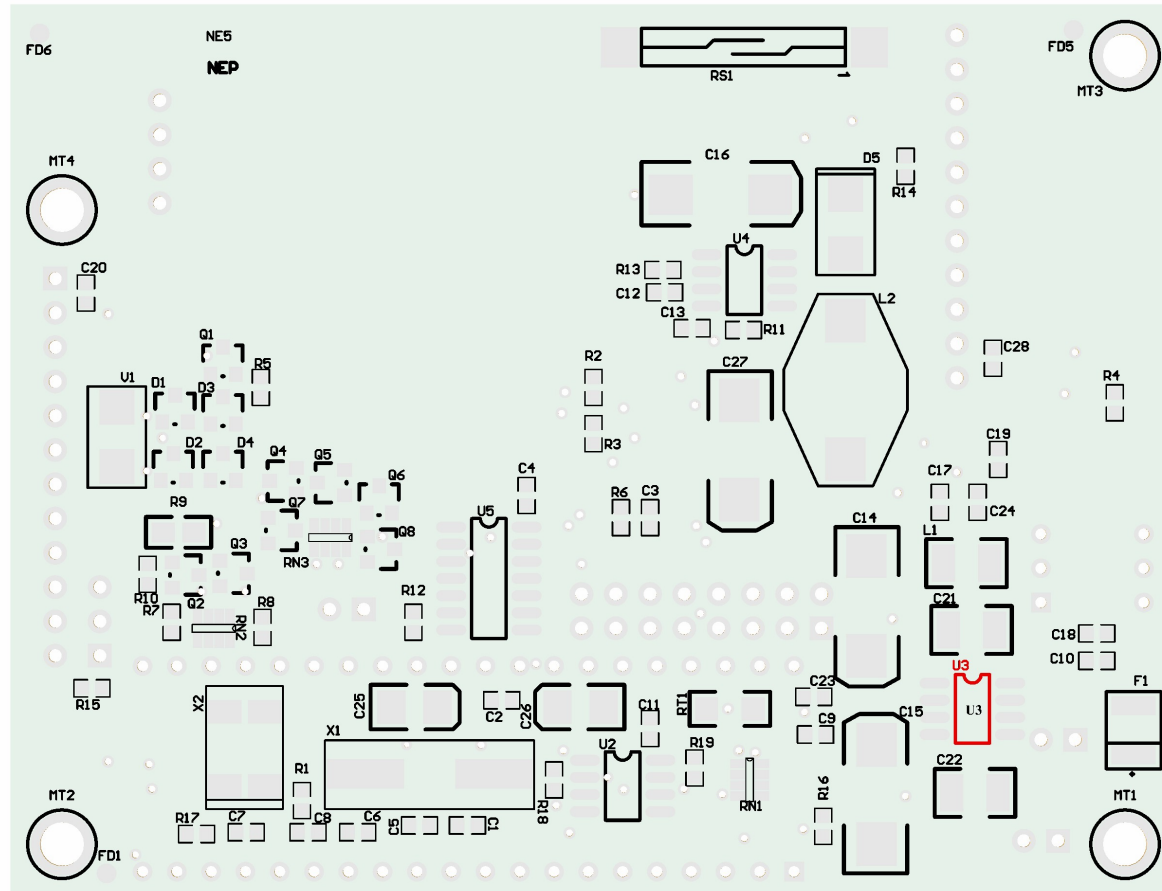 NE5
FD6
FD5
NEP
RS1
1
MT3
C16
D5
MT4
R14
U4
C20
R13
C12
L2
C13
R11
Q1
C28
R2
C27
R5
V1
D1
D3
R4
R3
D2
D4
C19
Q4
Q5
Q6
C4
C17
R6
C3
R9
Q7
U5
C24
C14
Q8
L1
Q3
RN3
R10
Q2
R12
C21
R7
R8
RN2
C18
C10
U3
C23
F1
R15
X2
C25
C2
C26
C11
RT1
U3
C15
C9
X1
U2
R19
C22
R1
MT2
RN1
R16
MT1
R18
R17
C7
C8
C6
C5
C1
FD1